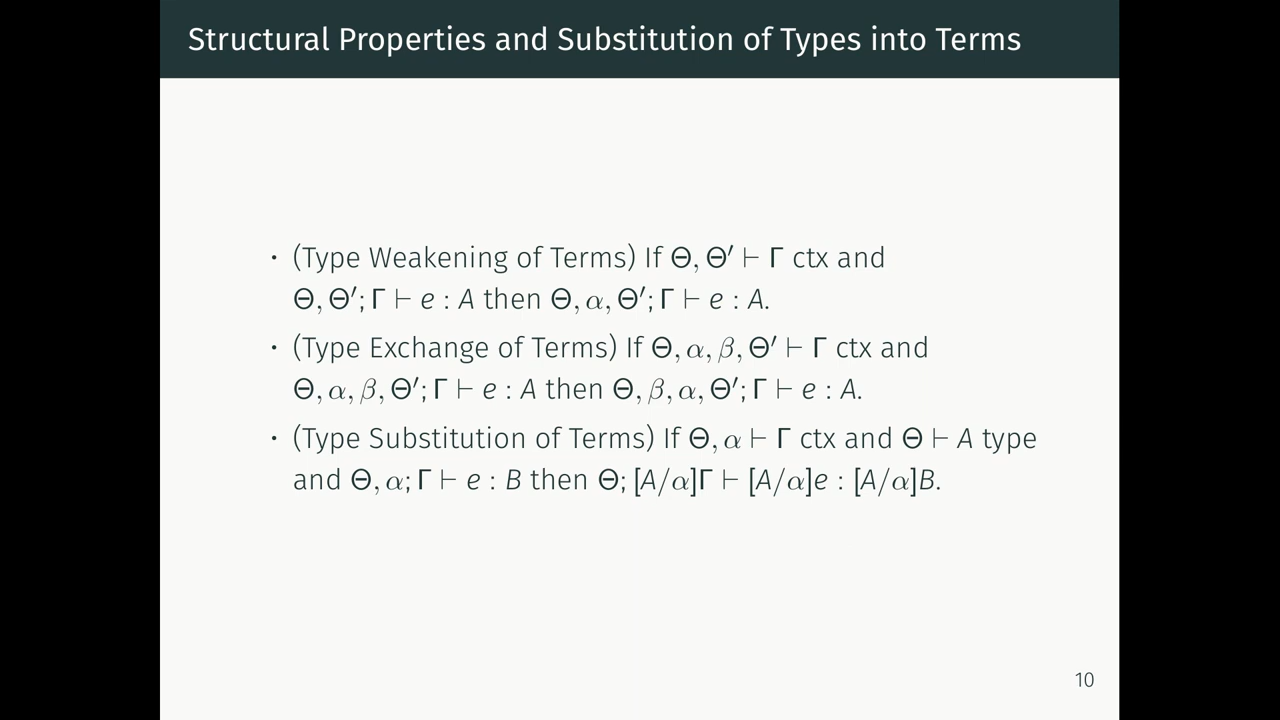 Structural Properties and Substitution of Types into Terms
· (Type Weakening of Terms) If Θ, Θ′ ⊢ Γ ctx and
Θ, Θ′; Γ ⊢ e : A then Θ, α, Θ′; Γ ⊢ e : A.
· (Type Exchange of Terms) If Θ, α, β, Θ′ ⊢ Γ ctx and
Θ, α, β, Θ′; Γ ⊢ e : A then Θ, β, α, Θ′; Γ ⊢ e : A.
· (Type Substitution of Terms) If Θ, α ⊢ Γ ctx and Θ ⊢ A type
and Θ, α; Γ ⊢ e : B then Θ; [A/α]Γ ⊢ [A/α]e : [A/α]B.
10